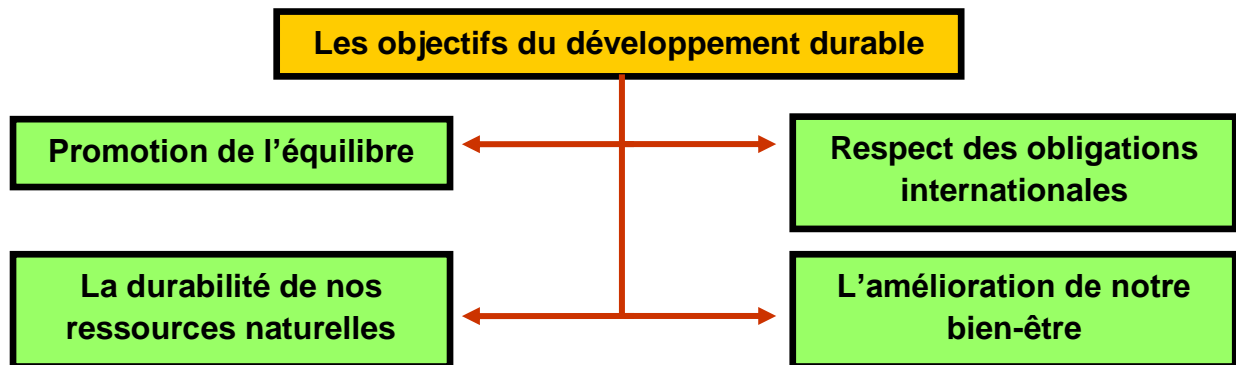 Les objectifs du développement durable
Promotion de l'équilibre
Respect des obligations
internationales
La durabilité de nos
ressources naturelles
L'amélioration de notre
bien-être